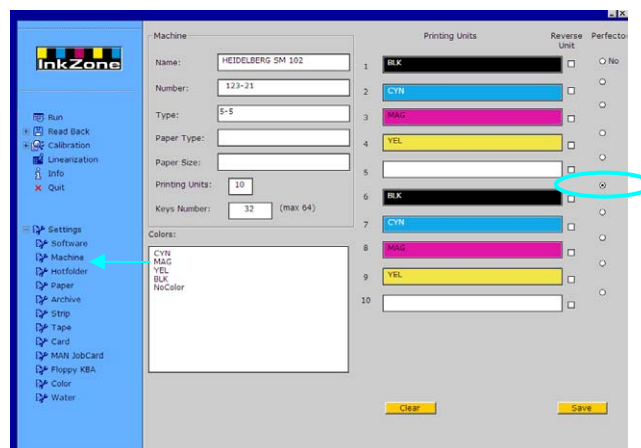 InkZone
Run
Read Back
Calibration
Linearization
Info
Quit
Settings
Software
Machine
Hotfolder
Paper
Archive
Strip
Tape
Card
MAN JobCard
Floppy KBA
Color
Water
Machine
Name: HEIDELBERG SM 102
Number: 123-21
Type: 5-5
Paper Type:
Paper Size:
Printing Units: 10
Keys Number: 32 (max 64)
Colors:
CYN
MAG
YEL
BLK
NoColor
Printing Units Reverse Unit Perfecto
1 BLK No
2 CYN
3 MAG
4 YEL
5
6 BLK
7 CYN
8 MAG
9 YEL
10
Clear Save